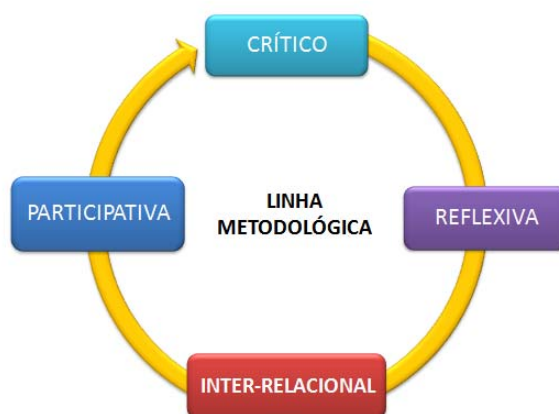 CRÍTICO
PARTICIPATIVA
LINHA
METODOLÓGICA
REFLEXIVA
INTER-RELACIONAL